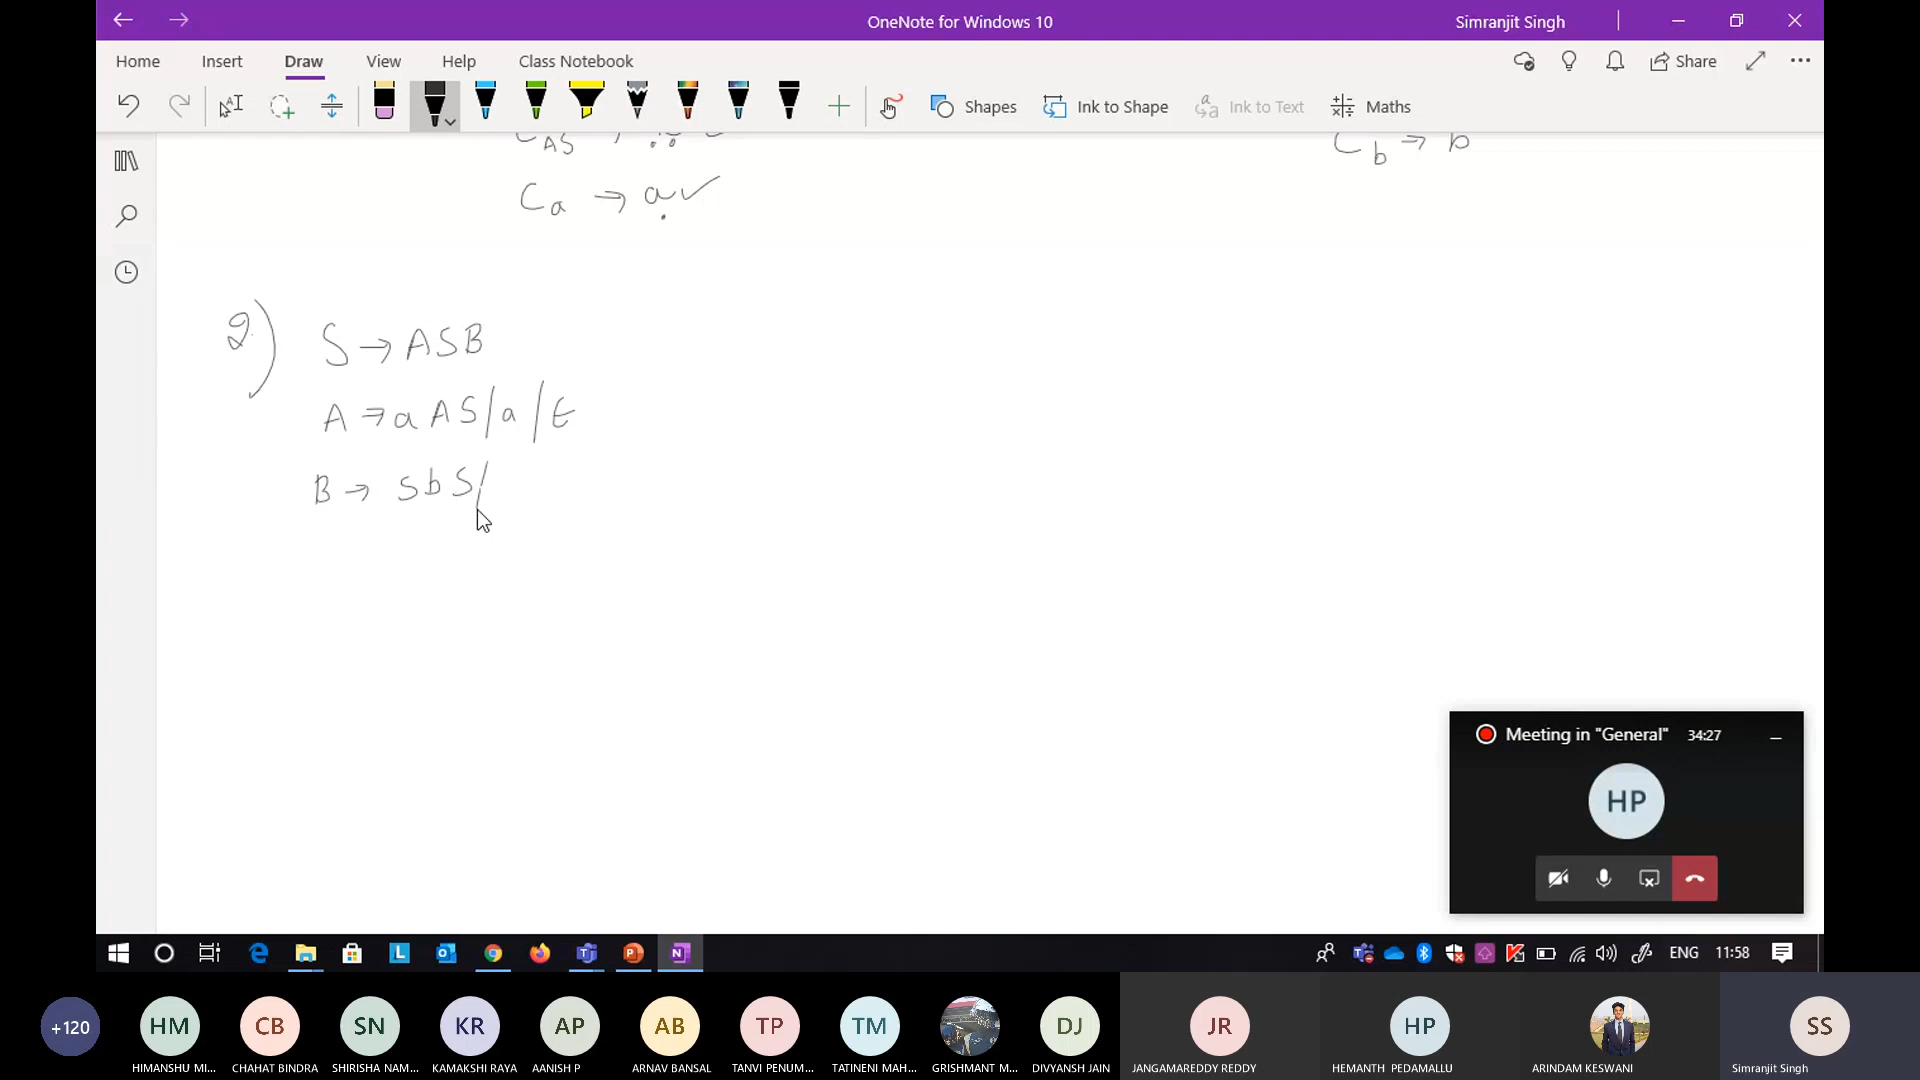 OneNote for Windows 10
Simranjit Singh
Home Insert Draw View Help Class Notebook
Share
Shapes
Ink to Shape
Ink to Text
Maths
C_b → b
C_a → a✓
2)
S → ASB
A → aAS/a/ε
B → SbS/
Meeting in "General" 34:27
HP
ENG 11:58
+120
HM
CB
SN
KR
AP
AB
TP
TM
DJ
JR
HP
SS
HIMANSHU MI...
CHAHAT BINDRA
SHIRISHA NAM...
KAMAKSHI RAYA
AANISH P
ARNAV BANSAL
TANVI PENUM...
TATINENI MAH...
GRISHMANT M...
DIVYANSH JAIN
JANGAMAREDDY REDDY
HEMANTH PEDAMALLU
ARINDAM KESWANI
Simranjit Singh